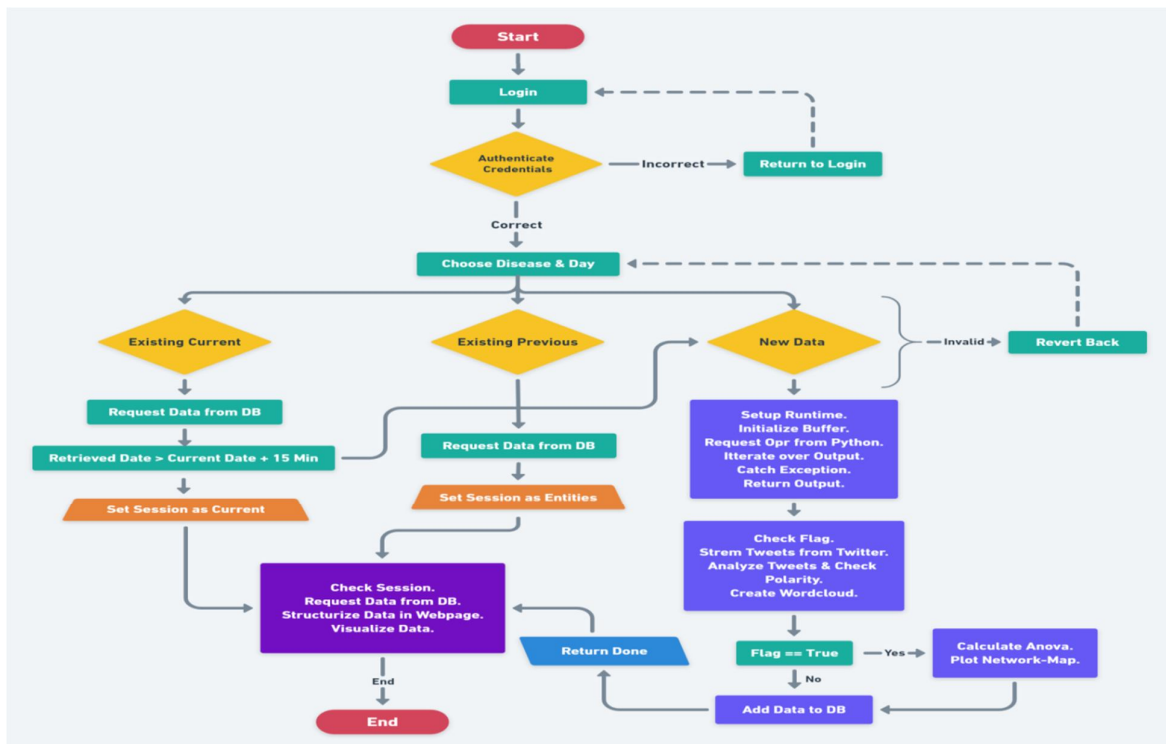 Start
Login
Authenticate
Credentials
Incorrect
Return to Login
Correct
Choose Disease & Day
Existing Current
Existing Previous
New Data
Invalid
Revert Back
Request Data from DB
Retrieved Date > Current Date + 15 Min
Set Session as Current
Request Data from DB
Set Session as Entities
Setup Runtime.
Initialize Buffer.
Request Opr from Python.
Itterate over Output.
Catch Exception.
Return Output.
Check Flag.
Strem Tweets from Twitter.
Analyze Tweets & Check
Polarity.
Create Wordcloud.
Check Session.
Request Data from DB.
Structurize Data in Webpage.
Visualize Data.
Return Done
Flag == True
Yes
Calculate Anova.
Plot Network-Map.
No
Add Data to DB
End
End